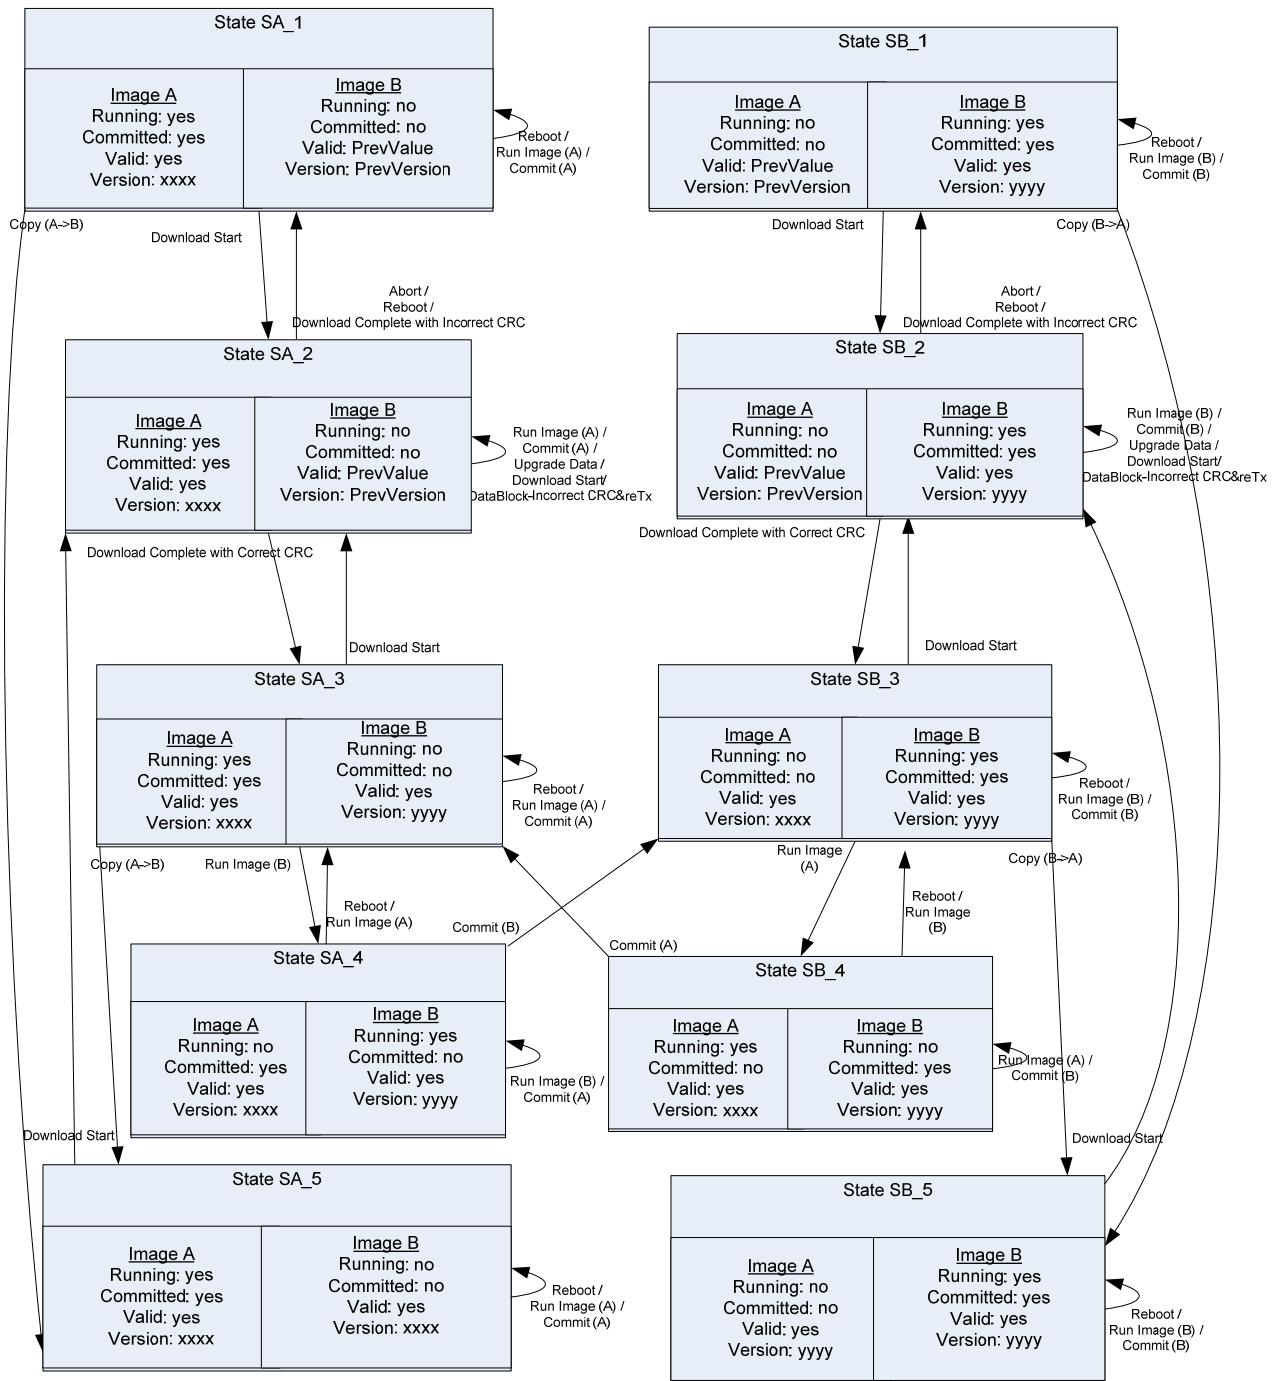 State SA_1
Image A
Running: yes
Committed: yes
Valid: yes
Version: xxxx
Image B
Running: no
Committed: no
Valid: PrevValue
Version: PrevVersion
Reboot /
Run Image (A) /
Commit (A)
State SB_1
Image A
Running: no
Committed: no
Valid: PrevValue
Version: PrevVersion
Image B
Running: yes
Committed: yes
Valid: yes
Version: yyyy
Reboot /
Run Image (B) /
Commit (B)
Copy (A->B)
Download Start
Abort /
Reboot /
Download Complete with Incorrect CRC
Download Start
Copy (B->A)
Abort /
Reboot /
Download Complete with Incorrect CRC
State SA_2
Image A
Running: yes
Committed: yes
Valid: yes
Version: xxxx
Image B
Running: no
Committed: no
Valid: PrevValue
Version: PrevVersion
Run Image (A) /
Commit (A) /
Upgrade Data /
Download Start/
DataBlock-Incorrect CRC&reTx
State SB_2
Image A
Running: no
Committed: no
Valid: PrevValue
Version: PrevVersion
Image B
Running: yes
Committed: yes
Valid: yes
Version: yyyy
Run Image (B) /
Commit (B) /
Upgrade Data /
Download Start/
DataBlock-Incorrect CRC&reTx
Download Complete with Correct CRC
Download Start
Download Complete with Correct CRC
Download Start
State SA_3
Image A
Running: yes
Committed: yes
Valid: yes
Version: xxxx
Image B
Running: no
Committed: no
Valid: yes
Version: yyyy
Reboot /
Run Image (A) /
Commit (A)
State SB_3
Image A
Running: no
Committed: no
Valid: yes
Version: xxxx
Image B
Running: yes
Committed: yes
Valid: yes
Version: yyyy
Reboot /
Run Image (B) /
Commit (B)
Copy (A->B)
Run Image (B)
Reboot /
Run Image (A)
Commit (B)
Commit (A)
Run Image
(A)
Reboot /
Run Image
(B)
Copy (B->A)
State SA_4
Image A
Running: no
Committed: yes
Valid: yes
Version: xxxx
Image B
Running: yes
Committed: no
Valid: yes
Version: yyyy
Run Image (B) /
Commit (A)
State SB_4
Image A
Running: yes
Committed: no
Valid: yes
Version: xxxx
Image B
Running: no
Committed: yes
Valid: yes
Version: yyyy
Run Image (A) /
Commit (B)
Download Start
Download Start
State SA_5
Image A
Running: yes
Committed: yes
Valid: yes
Version: xxxx
Image B
Running: no
Committed: no
Valid: yes
Version: xxxx
Reboot /
Run Image (A) /
Commit (A)
State SB_5
Image A
Running: no
Committed: no
Valid: yes
Version: yyyy
Image B
Running: yes
Committed: yes
Valid: yes
Version: yyyy
Reboot /
Run Image (B) /
Commit (B)